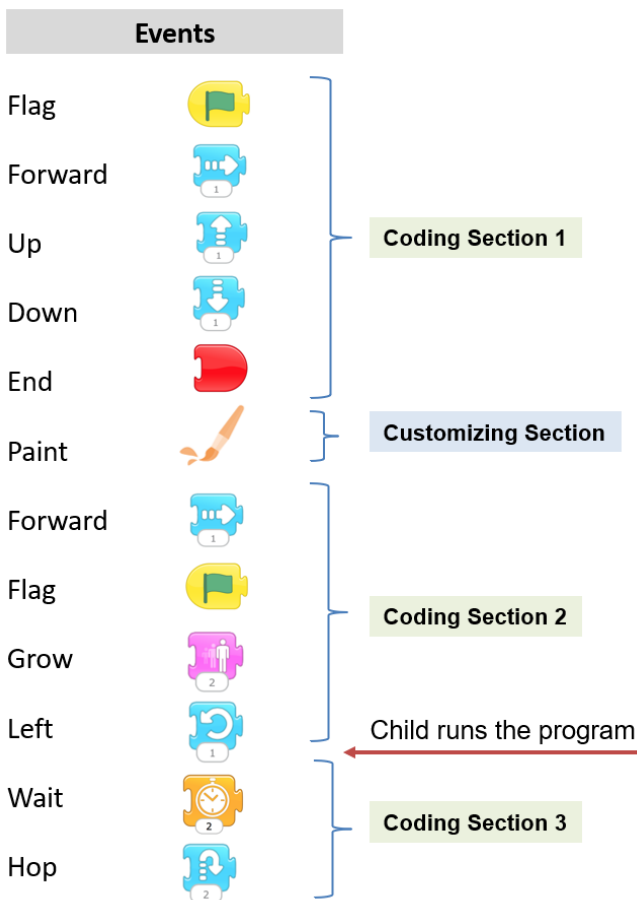 Events
Flag
Forward
1
Up
1
Coding Section 1
Down
1
End
Paint
Customizing Section
Forward
1
Flag
Coding Section 2
Grow
2
Left
1
Child runs the program
Wait
2
Coding Section 3
Hop
2